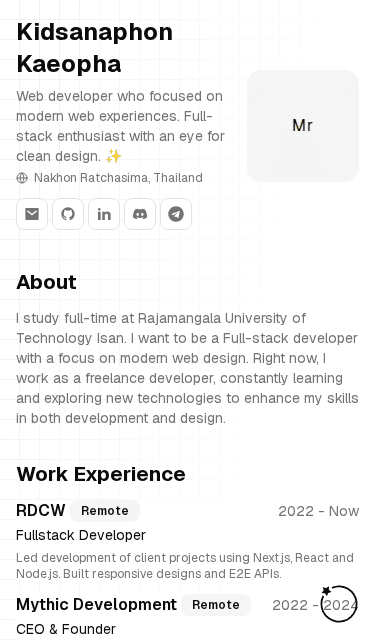 Kidsanaphon
Kaeopha
Web developer who focused on
modern web experiences. Full-
stack enthusiast with an eye for
clean design. ✨
Nakhon Ratchasima, Thailand
Mr
About
I study full-time at Rajamangala University of
Technology Isan. I want to be a Full-stack developer
with a focus on modern web design. Right now, I
work as a freelance developer, constantly learning
and exploring new technologies to enhance my skills
in both development and design.
Work Experience
RDCW Remote 2022 - Now
Fullstack Developer
Led development of client projects using Next.js, React and
Node.js. Built responsive designs and E2E APIs.
Mythic Development Remote 2022 - 2024
CEO & Founder